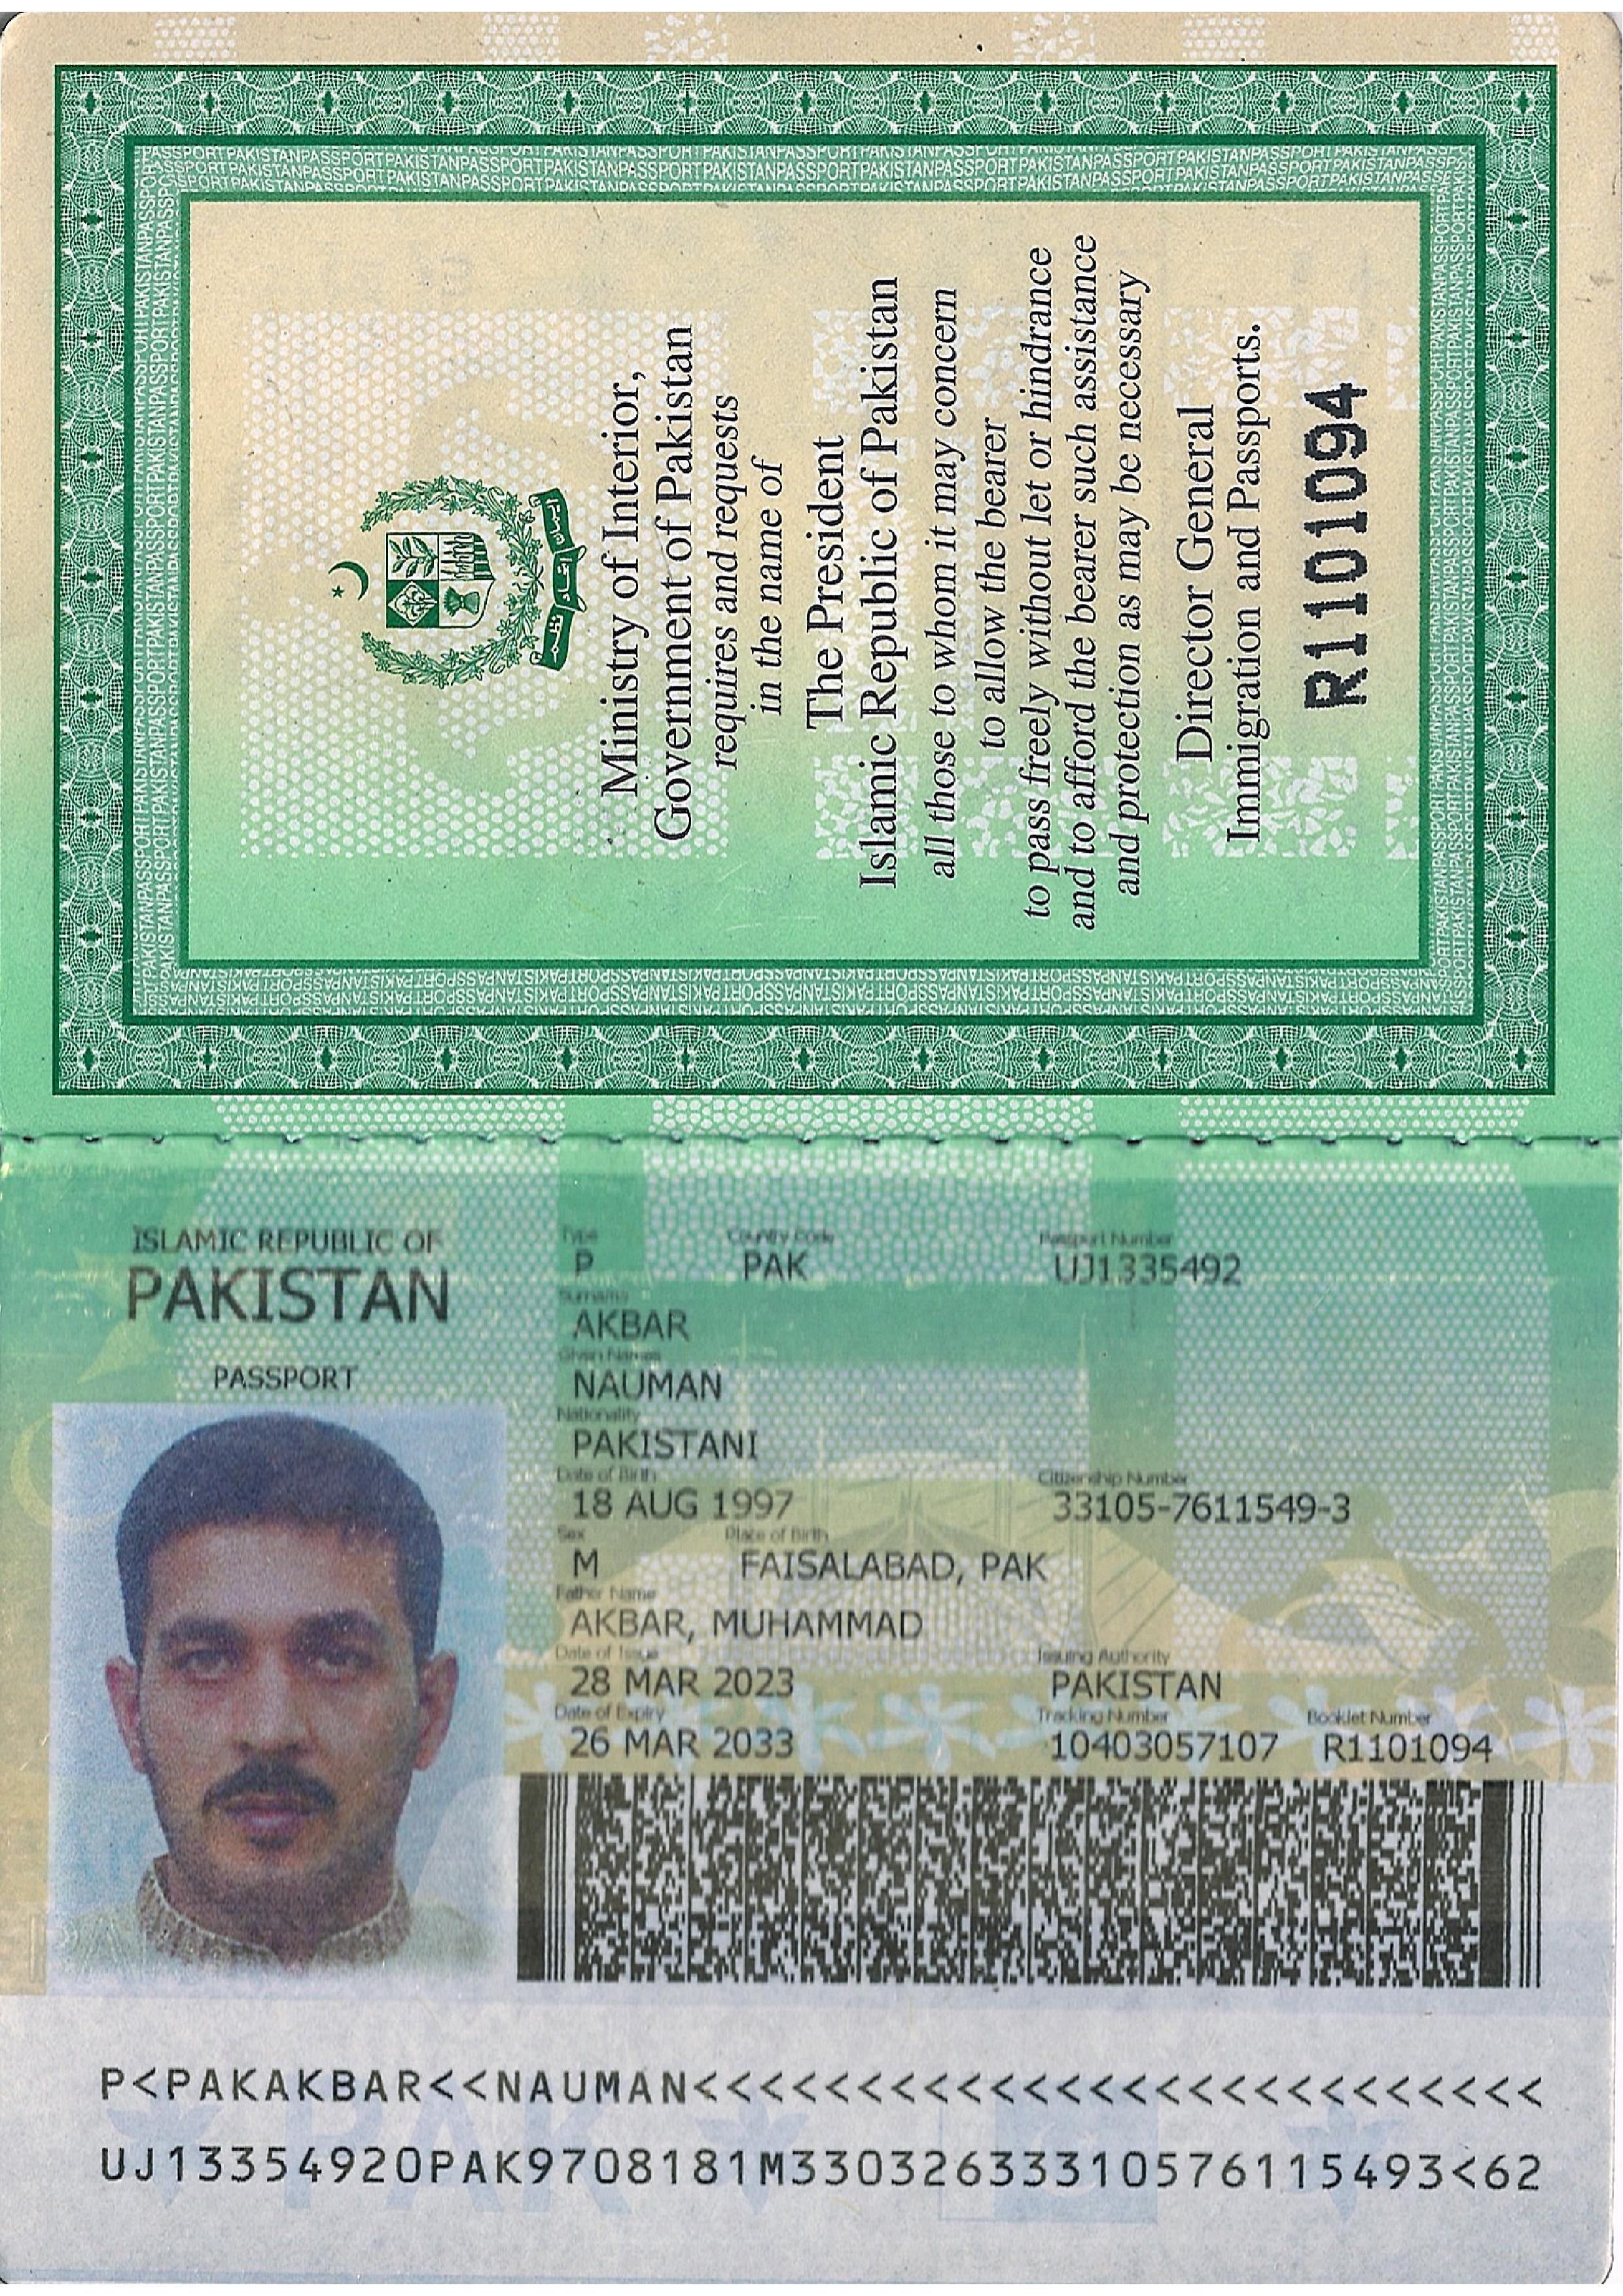 Ministry of Interior,
Government of Pakistan
requires and requests
in the name of
The President
Islamic Republic of Pakistan
all those to whom it may concern
to allow the bearer
to pass freely without let or hindrance
and to afford the bearer such assistance
and protection as may be necessary
Director General
Immigration and Passports.
R1101094
ISLAMIC REPUBLIC OF
PAKISTAN
PASSPORT
Type Country Code Passport Number
P PAK UJ1335492
Surname
AKBAR
Given Names
NAUMAN
Nationality
PAKISTANI
Date of Birth Citizenship Number
18 AUG 1997 33105-7611549-3
Sex Place of Birth
M FAISALABAD, PAK
Father Name
AKBAR, MUHAMMAD
Date of Issue Issuing Authority
28 MAR 2023 PAKISTAN
Date of Expiry Tracking Number Booklet Number
26 MAR 2033 10403057107 R1101094
P<PAKAKBAR<<NAUMAN<<<<<<<<<<<<<<<<<<<<<<<<<<
UJ13354920PAK9708181M3303263331057611​5493<62